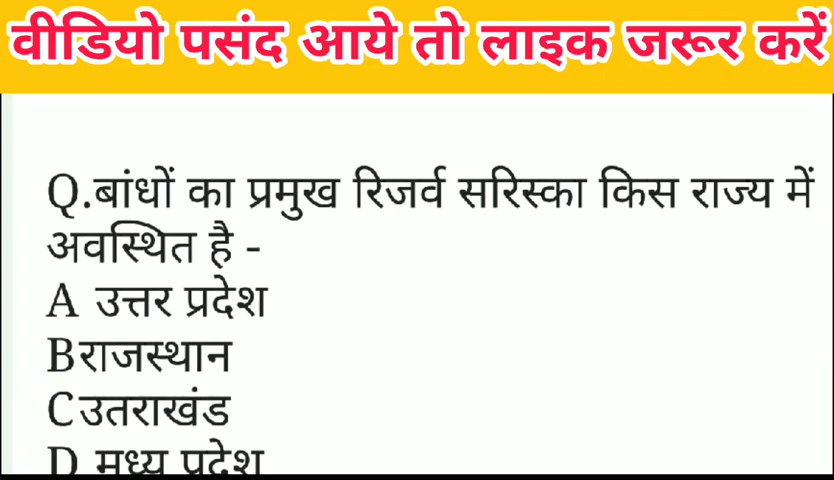 वीडियो पसंद आये तो लाइक जरूर करें
Q.बांधों का प्रमुख रिजर्व सरिस्का किस राज्य में
अवस्थित है -
A उत्तर प्रदेश
Bराजस्थान
Cउतराखंड
D मध्य प्रदेश